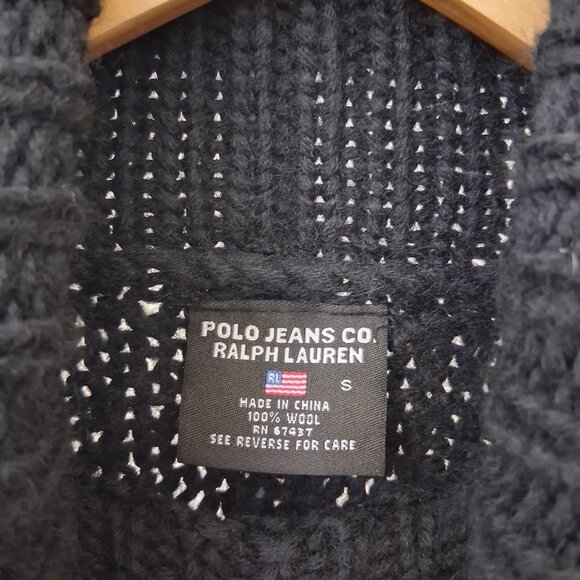 POLO JEANS CO.
RALPH LAUREN
RL
S
MADE IN CHINA
100% WOOL
RN 67437
SEE REVERSE FOR CARE